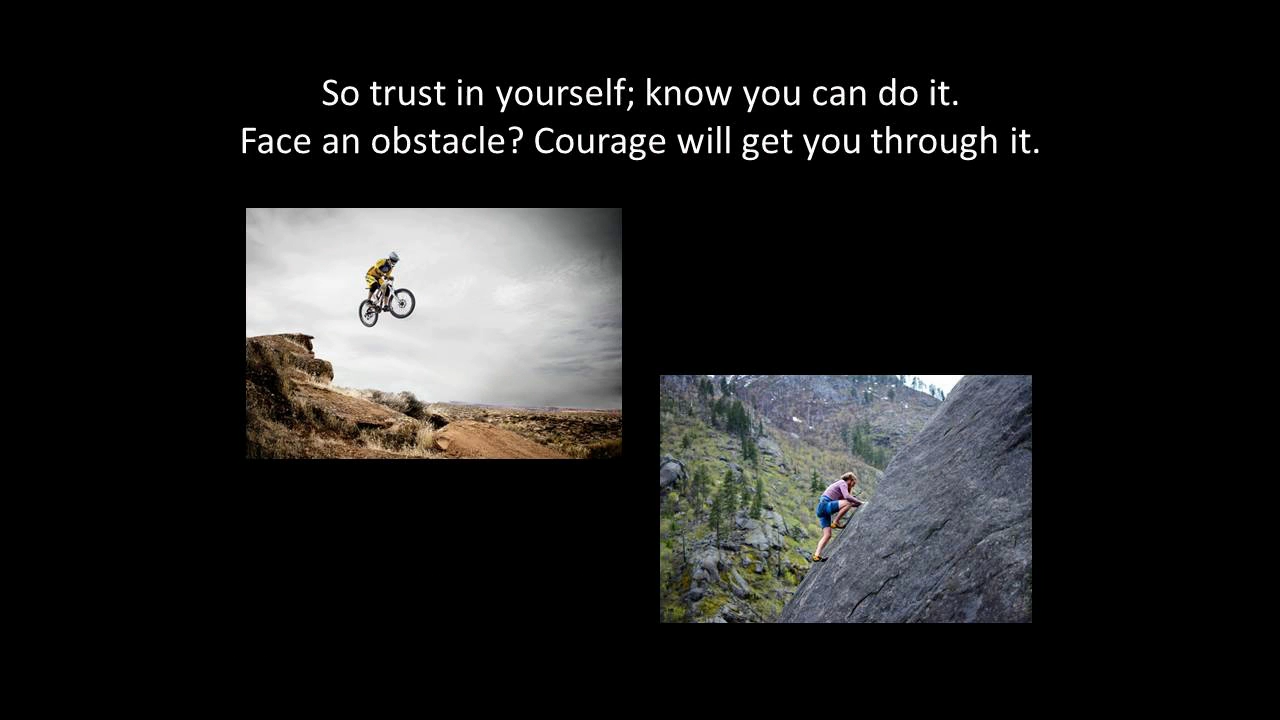 So trust in yourself; know you can do it.
Face an obstacle? Courage will get you through it.